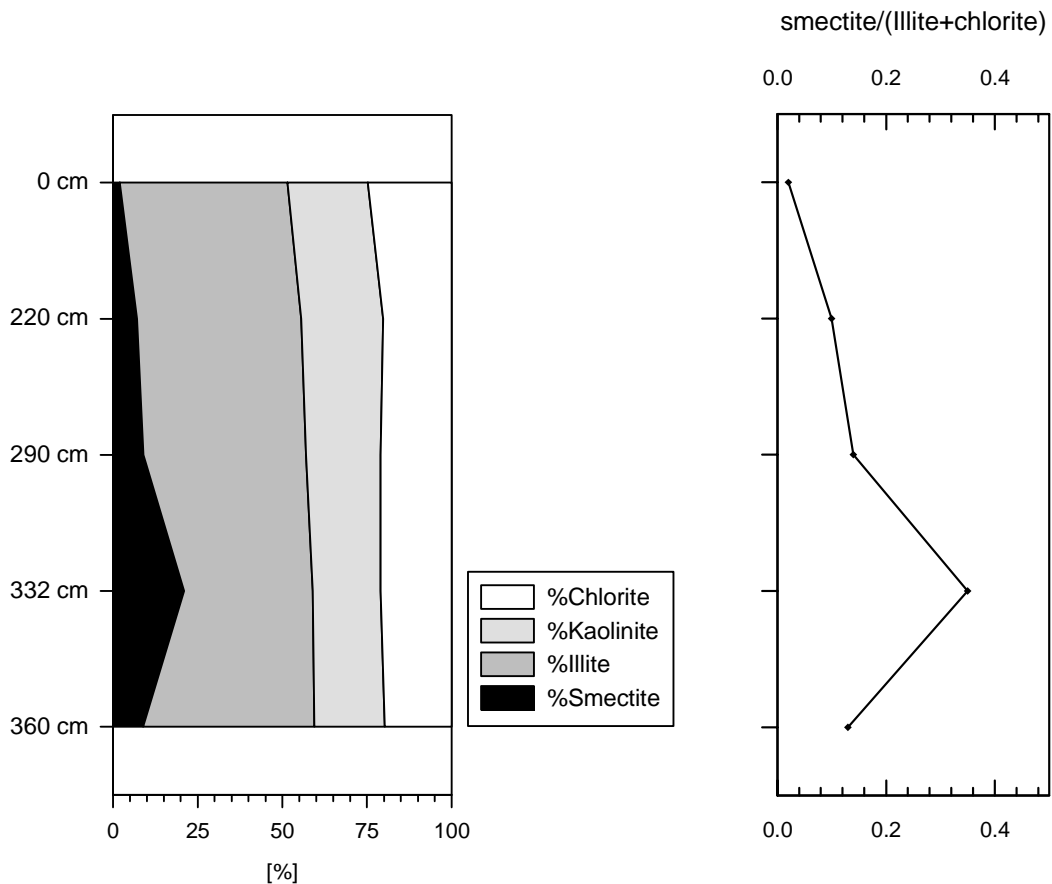 smectite/(Illite+chlorite)
0.0 0.2 0.4
0 cm
220 cm
290 cm
332 cm
360 cm
%Chlorite
%Kaolinite
%Illite
%Smectite
0 25 50 75 100
[%]
0.0 0.2 0.4